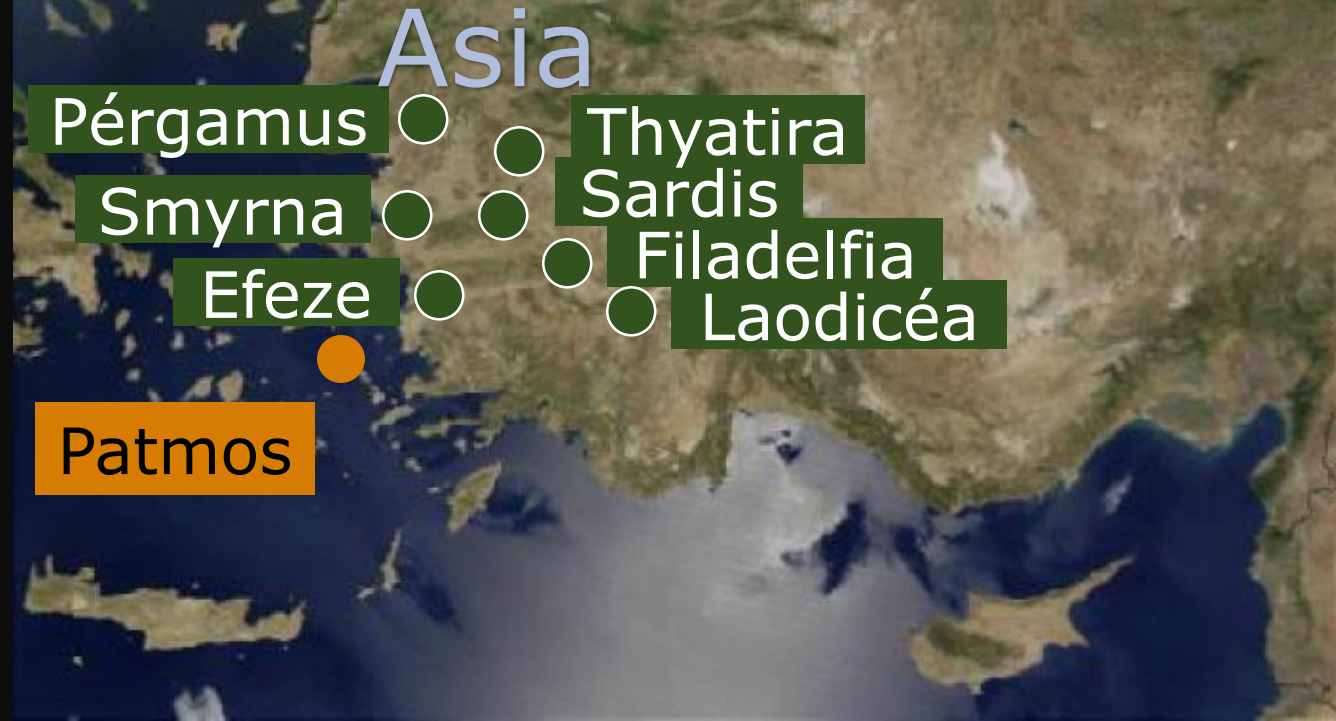 Asia
Pérgamus
Thyatira
Smyrna
Sardis
Filadelfia
Efeze
Laodicéa
Patmos